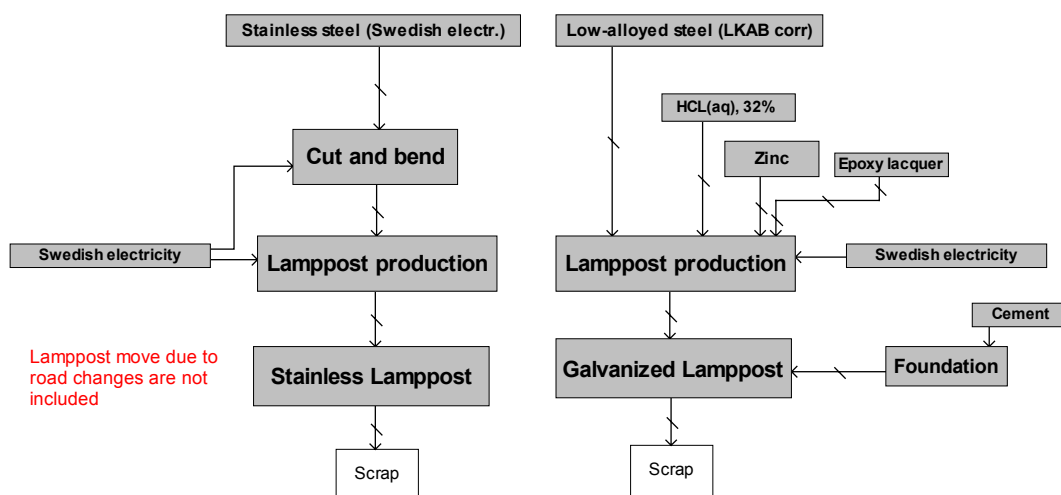 Stainless steel (Swedish electr.)
Low-alloyed steel (LKAB corr)
HCL(aq), 32%
Cut and bend
Zinc
Epoxy lacquer
Swedish electricity
Lamppost production
Lamppost production
Swedish electricity
Cement
Lamppost move due to
road changes are not
included
Stainless Lamppost
Galvanized Lamppost
Foundation
Scrap
Scrap